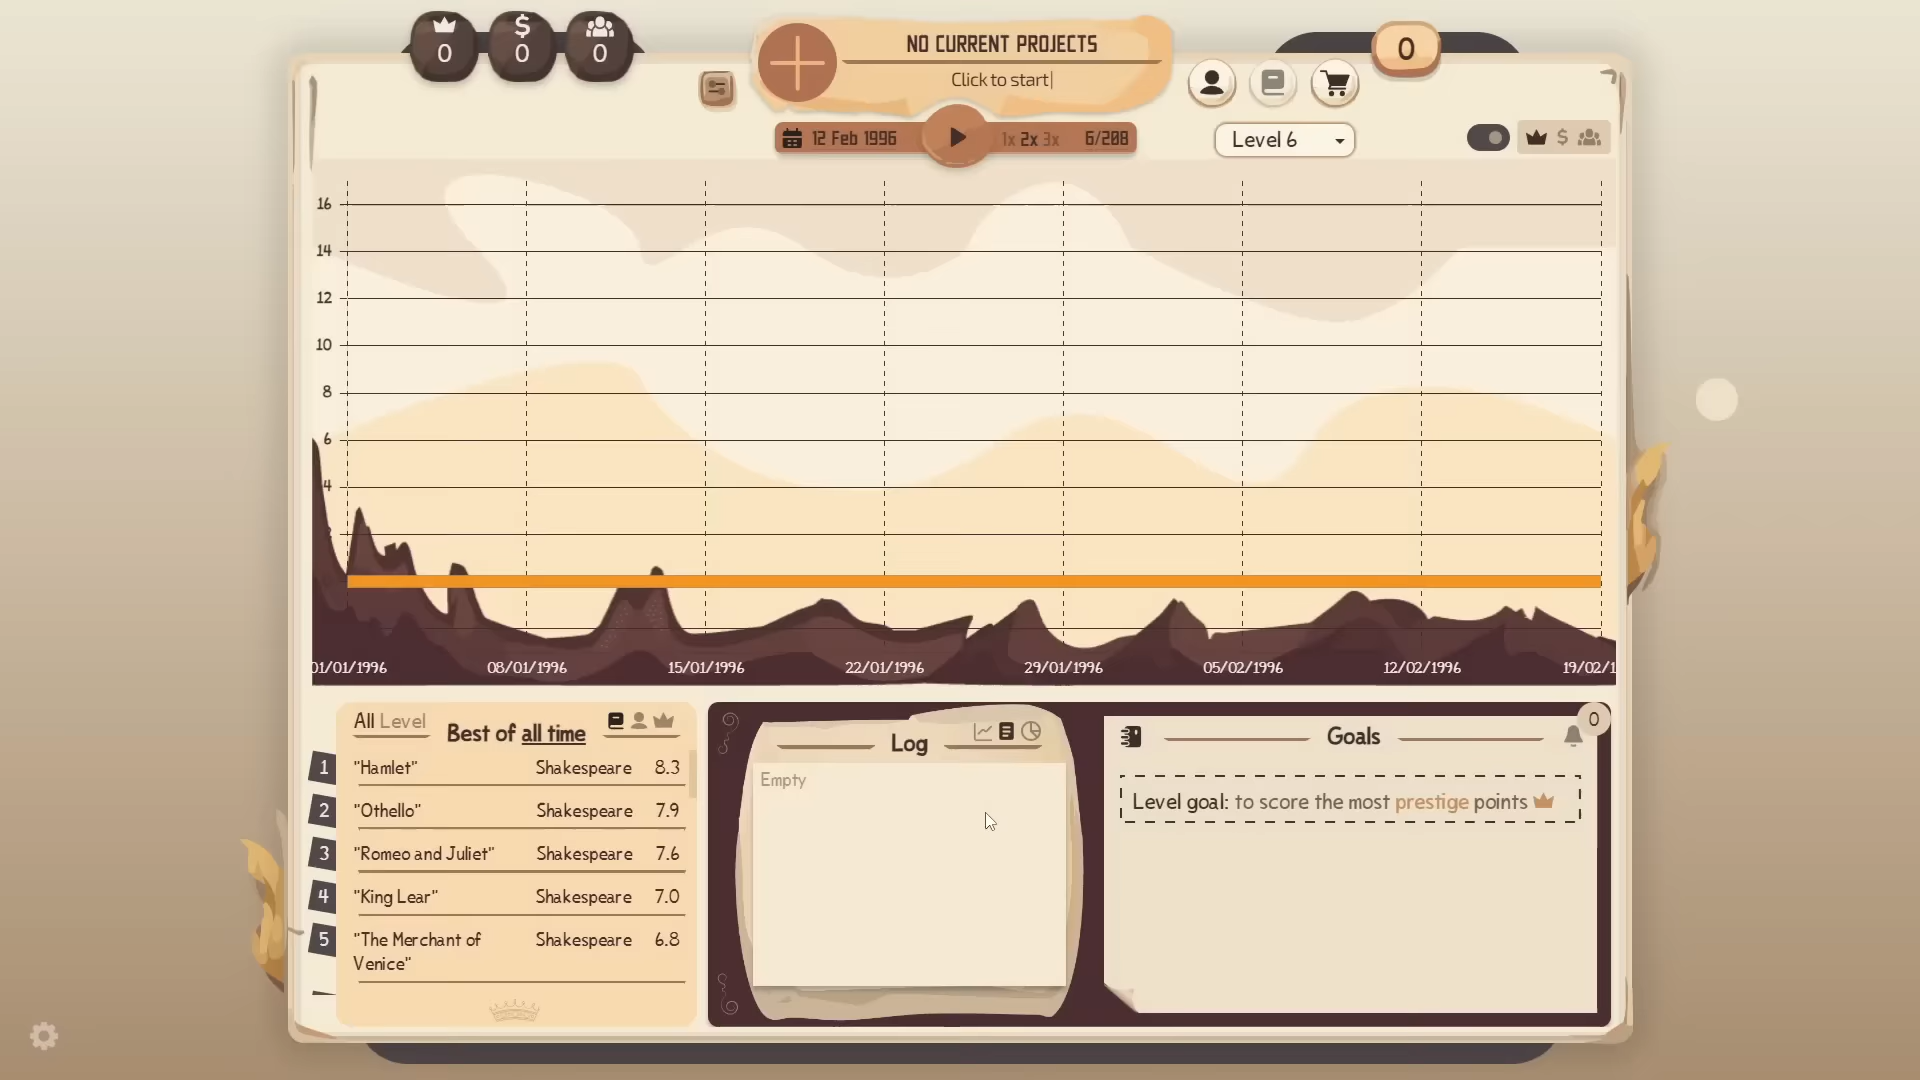 0
$
0
0
NO CURRENT PROJECTS
Click to start
0
12 Feb 1996
1x 2x 3x
6/208
Level 6
$
16
14
12
10
8
6
4
2
01/01/1996
08/01/1996
15/01/1996
22/01/1996
29/01/1996
05/02/1996
12/02/1996
19/02/1
All Level
Best of all time
1
"Hamlet"
Shakespeare
8.3
2
"Othello"
Shakespeare
7.9
3
"Romeo and Juliet"
Shakespeare
7.6
4
"King Lear"
Shakespeare
7.0
5
"The Merchant of
Venice"
Shakespeare
6.8
Log
Empty
Goals
0
Level goal: to score the most prestige points